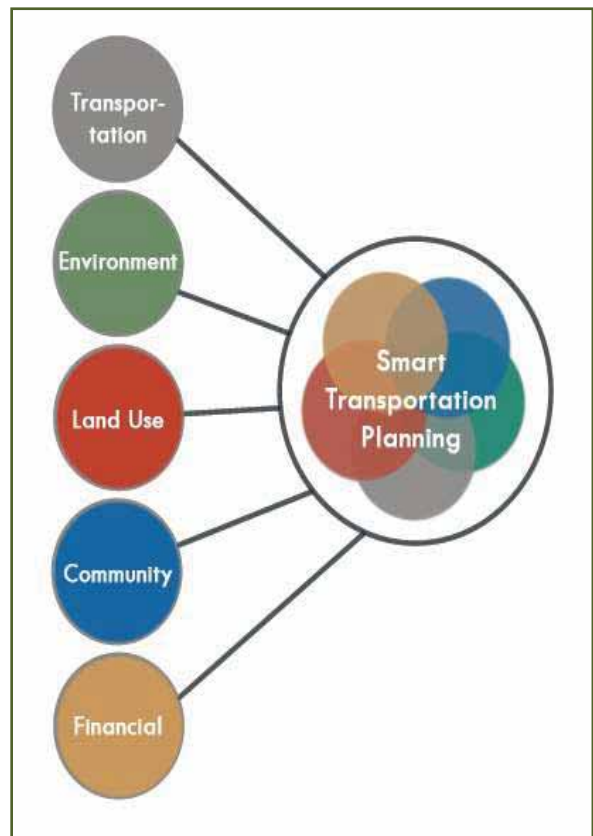 Transpor-
tation
Environment
Land Use
Community
Financial
Smart
Transportation
Planning